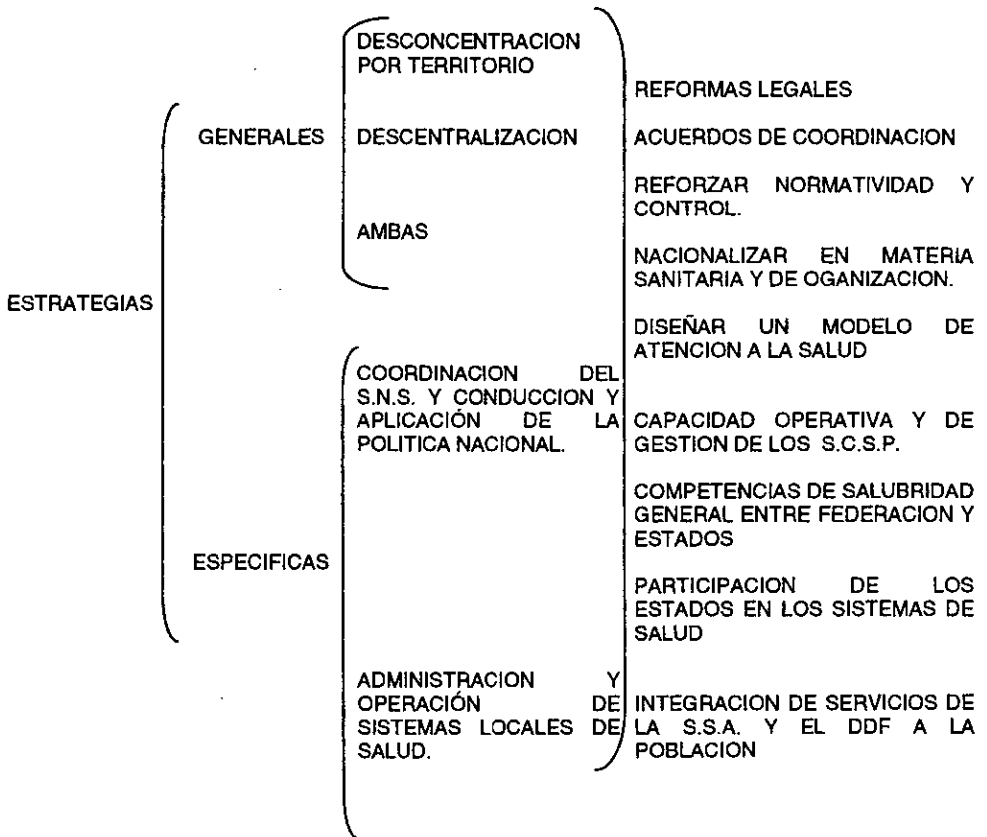 ESTRATEGIAS
GENERALES
DESCONCENTRACION
POR TERRITORIO
DESCENTRALIZACION
AMBAS
ESPECIFICAS
COORDINACION DEL
S.N.S. Y CONDUCCION Y
APLICACIÓN DE LA
POLITICA NACIONAL.
ADMINISTRACION Y
OPERACIÓN DE
SISTEMAS LOCALES DE
SALUD.
REFORMAS LEGALES
ACUERDOS DE COORDINACION
REFORZAR NORMATIVIDAD Y
CONTROL.
NACIONALIZAR EN MATERIA
SANITARIA Y DE OGANIZACION.
DISEÑAR UN MODELO DE
ATENCION A LA SALUD
CAPACIDAD OPERATIVA Y DE
GESTION DE LOS S.C.S.P.
COMPETENCIAS DE SALUBRIDAD
GENERAL ENTRE FEDERACION Y
ESTADOS
PARTICIPACION DE LOS
ESTADOS EN LOS SISTEMAS DE
SALUD
INTEGRACION DE SERVICIOS DE
LA S.S.A. Y EL DDF A LA
POBLACION